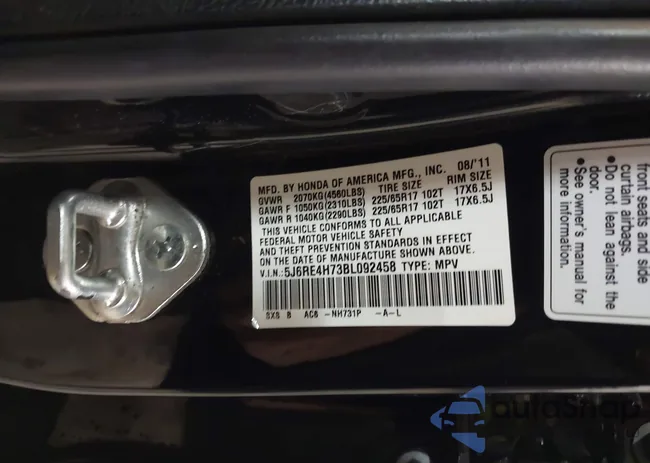 MFD. BY HONDA OF AMERICA MFG., INC. 08/'11
GVWR 2070KG(4560LBS) TIRE SIZE RIM SIZE
GAWR F 1050KG(2310LBS) 225/65R17 102T 17X6.5J
GAWR R 1040KG(2290LBS) 225/65R17 102T 17X6.5J
THIS VEHICLE CONFORMS TO ALL APPLICABLE
FEDERAL MOTOR VEHICLE SAFETY
AND THEFT PREVENTION STANDARDS IN EFFECT
ON THE DATE OF MANUFACTURE SHOWN ABOVE.
V.I.N.: 5J6RE4H73BL092458 TYPE: MPV
SXS B AC6 -NH731P -A-L
front seats and side
curtain airbags.
• Do not lean against the
door.
• See owner's manual for
more information.
autoSnap